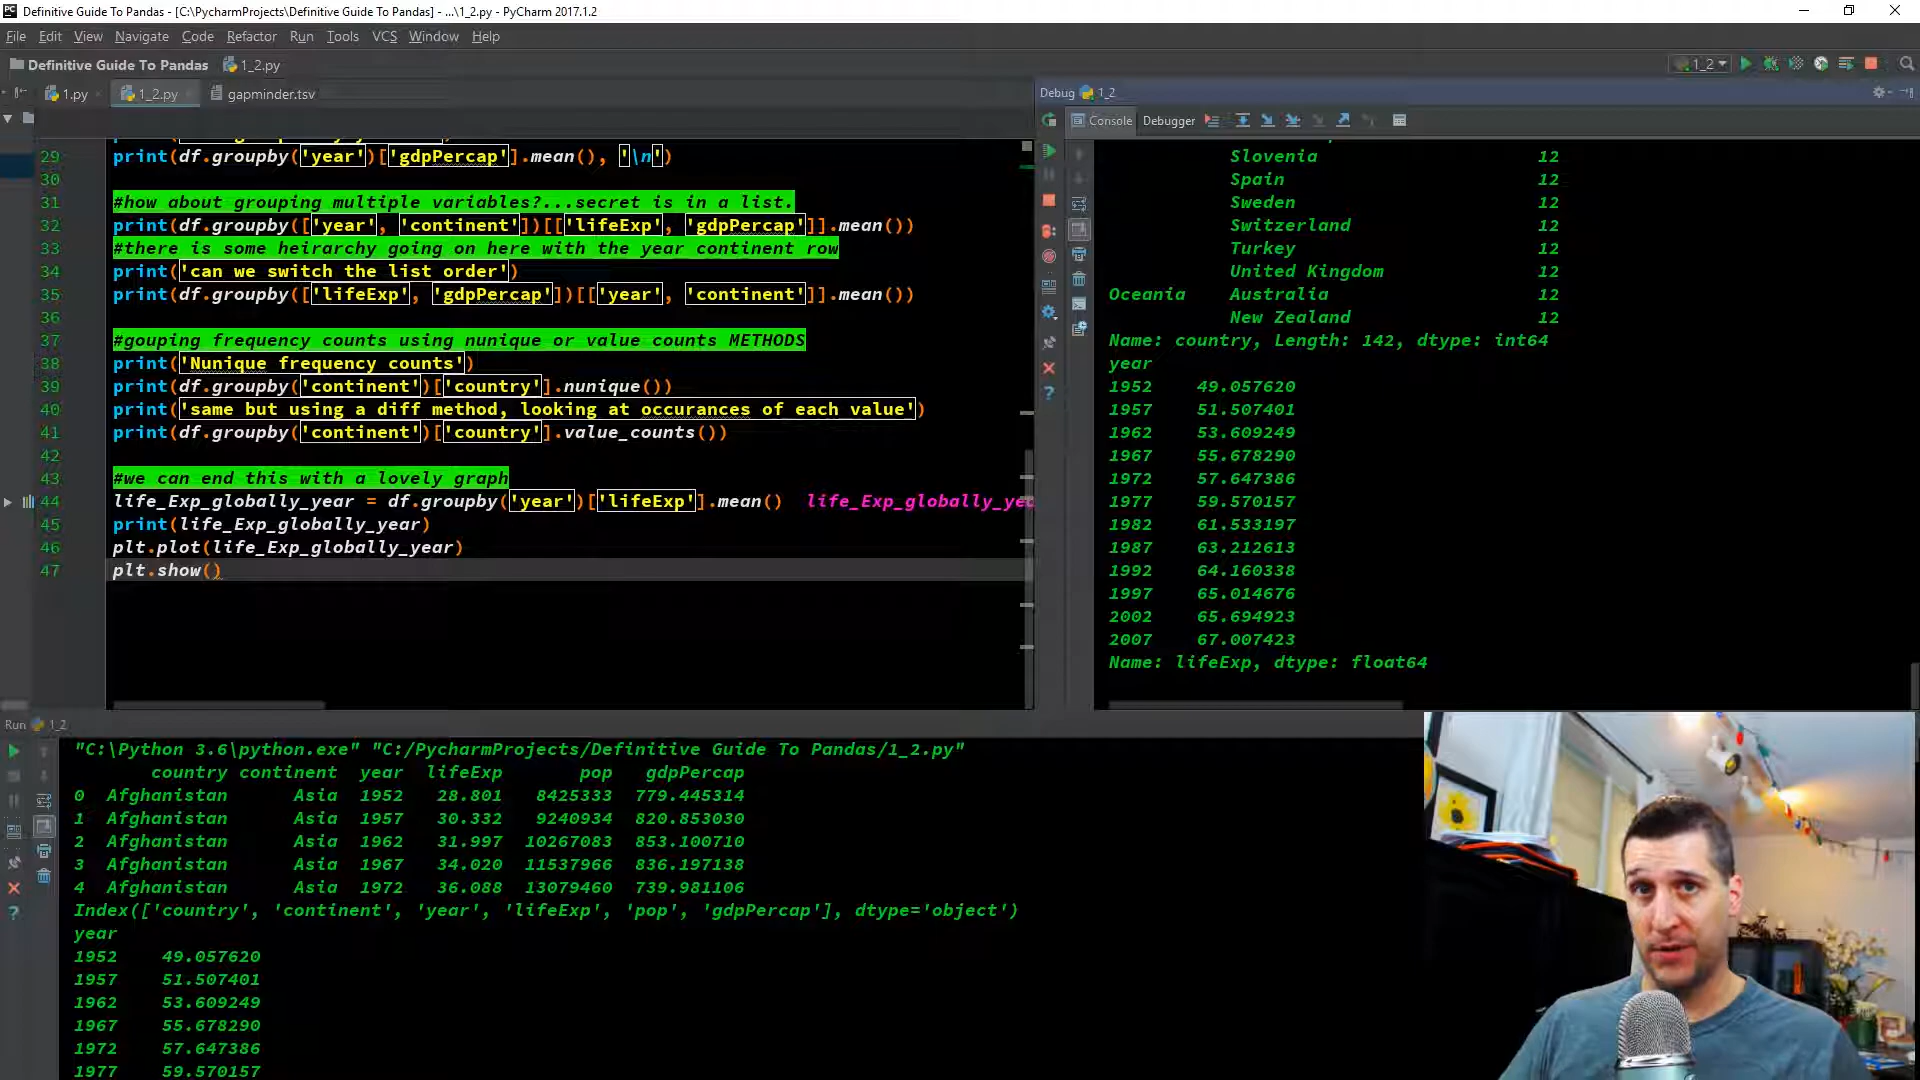 Definitive Guide To Pandas - [C:\PycharmProjects\Definitive Guide To Pandas] - ...\1_2.py - PyCharm 2017.1.2
File Edit View Navigate Code Refactor Run Tools VCS Window Help
Definitive Guide To Pandas 1_2.py
1_2
1.py 1_2.py gapminder.tsv
29 print(df.groupby('year')['gdpPercap'].mean(), '\n')
30
31 #how about grouping multiple variables?...secret is in a list.
32 print(df.groupby(['year', 'continent'])[['lifeExp', 'gdpPercap']].mean())
33 #there is some heirarchy going on here with the year continent row
34 print('can we switch the list order')
35 print(df.groupby(['lifeExp', 'gdpPercap'])[['year', 'continent']].mean())
36
37 #gouping frequency counts using nunique or value counts METHODS
38 print('Nunique frequency counts')
39 print(df.groupby('continent')['country'].nunique())
40 print('same but using a diff method, looking at occurances of each value')
41 print(df.groupby('continent')['country'].value_counts())
42
43 #we can end this with a lovely graph
44 life_Exp_globally_year = df.groupby('year')['lifeExp'].mean() life_Exp_globally_yea
45 print(life_Exp_globally_year)
46 plt.plot(life_Exp_globally_year)
47 plt.show()
Debug 1_2
Console Debugger
Slovenia 12
Spain 12
Sweden 12
Switzerland 12
Turkey 12
United Kingdom 12
Oceania Australia 12
New Zealand 12
Name: country, Length: 142, dtype: int64
year
1952 49.057620
1957 51.507401
1962 53.609249
1967 55.678290
1972 57.647386
1977 59.570157
1982 61.533197
1987 63.212613
1992 64.160338
1997 65.014676
2002 65.694923
2007 67.007423
Name: lifeExp, dtype: float64
Run 1_2
"C:\Python 3.6\python.exe" "C:/PycharmProjects/Definitive Guide To Pandas/1_2.py"
country continent year lifeExp pop gdpPercap
0 Afghanistan Asia 1952 28.801 8425333 779.445314
1 Afghanistan Asia 1957 30.332 9240934 820.853030
2 Afghanistan Asia 1962 31.997 10267083 853.100710
3 Afghanistan Asia 1967 34.020 11537966 836.197138
4 Afghanistan Asia 1972 36.088 13079460 739.981106
Index(['country', 'continent', 'year', 'lifeExp', 'pop', 'gdpPercap'], dtype='object')
year
1952 49.057620
1957 51.507401
1962 53.609249
1967 55.678290
1972 57.647386
1977 59.570157